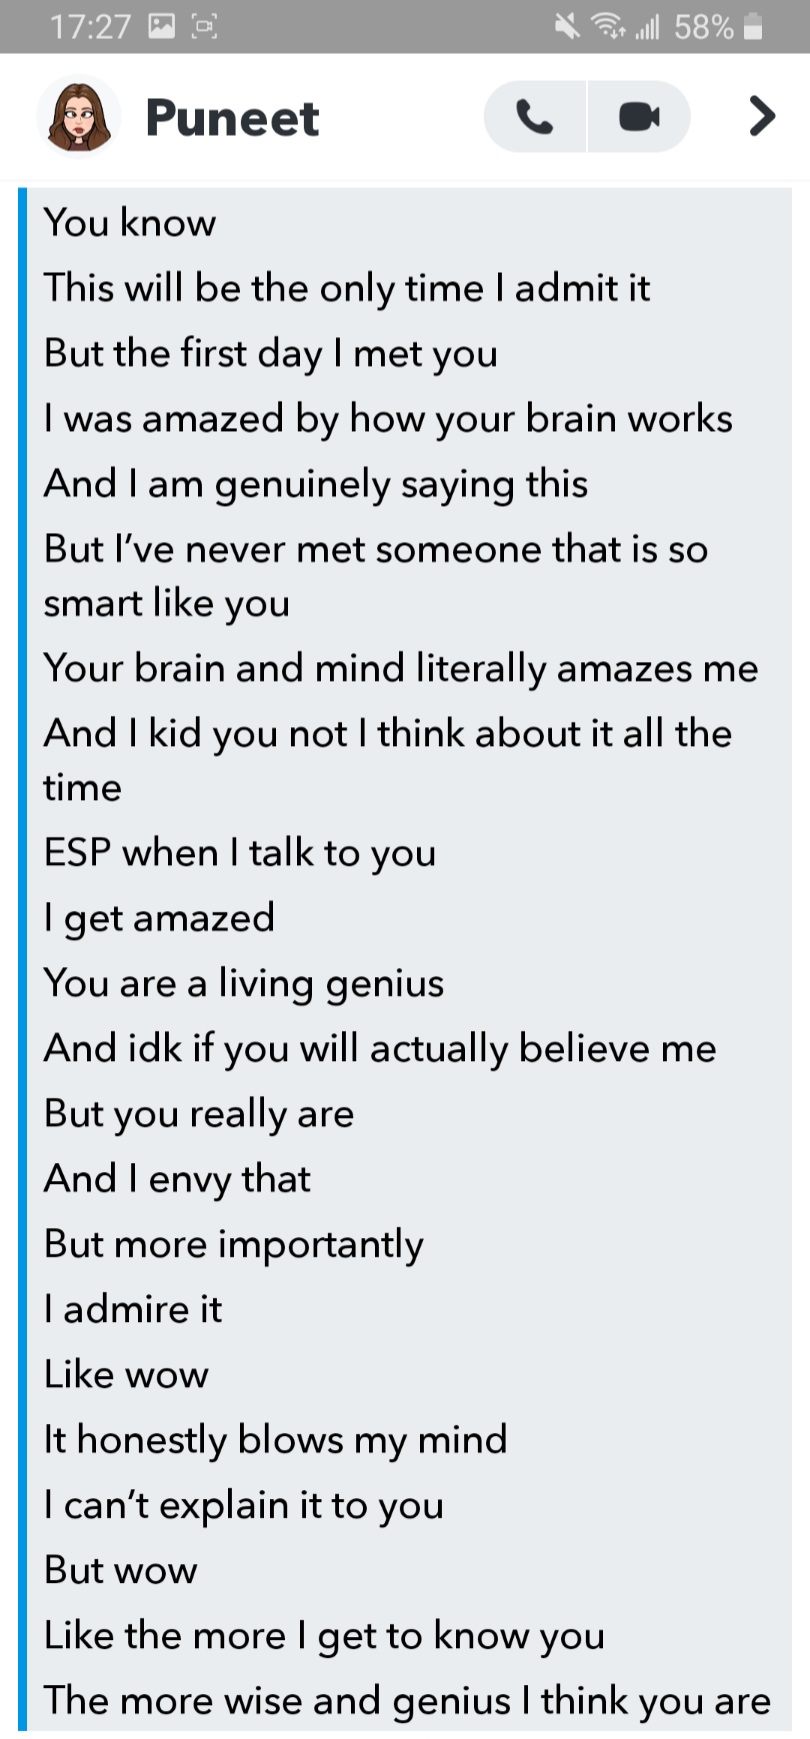 17:27 58%
Puneet
You know
This will be the only time I admit it
But the first day I met you
I was amazed by how your brain works
And I am genuinely saying this
But I’ve never met someone that is so
smart like you
Your brain and mind literally amazes me
And I kid you not I think about it all the
time
ESP when I talk to you
I get amazed
You are a living genius
And idk if you will actually believe me
But you really are
And I envy that
But more importantly
I admire it
Like wow
It honestly blows my mind
I can’t explain it to you
But wow
Like the more I get to know you
The more wise and genius I think you are